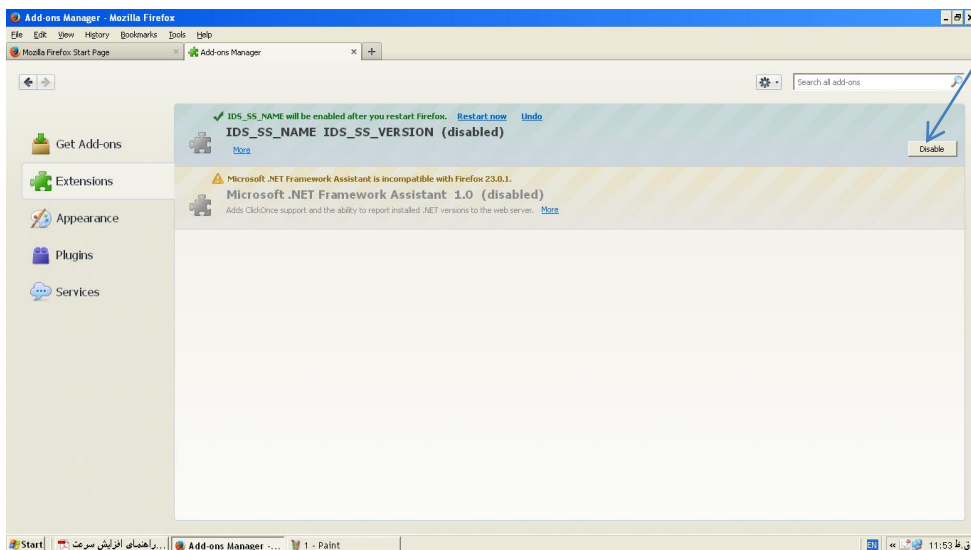 Add-ons Manager - Mozilla Firefox
File Edit View History Bookmarks Tools Help
Mozilla Firefox Start Page
Add-ons Manager
Search all add-ons
IDS_SS_NAME will be enabled after you restart Firefox. Restart now Undo
IDS_SS_NAME IDS_SS_VERSION (disabled)
More
Disable
Get Add-ons
Extensions
Appearance
Plugins
Services
Microsoft .NET Framework Assistant is incompatible with Firefox 23.0.1.
Microsoft .NET Framework Assistant 1.0 (disabled)
Adds ClickOnce support and the ability to report installed .NET versions to the web server. More
Start
راهنمای افزایش سرعت...
Add-ons Manager -...
1 - Paint
EN
11:53 ق.ظ